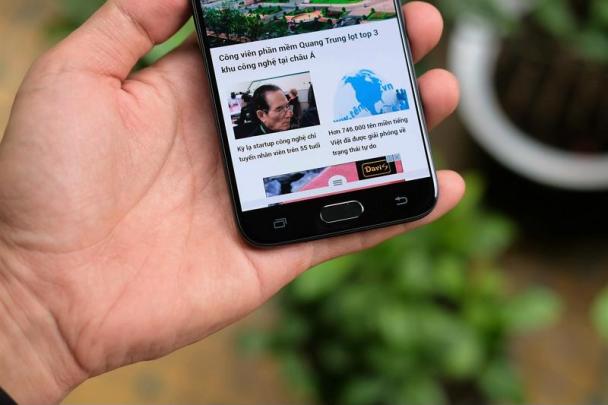 Công viên phần mềm Quang Trung lọt top 3
khu công nghệ tại châu Á
Kỳ lạ startup công nghệ chỉ
tuyển nhân viên trên 55 tuổi
.vn
Hơn 746.000 tên miền tiếng
Việt đã được giải phóng về
trạng thái tự do
DaviS